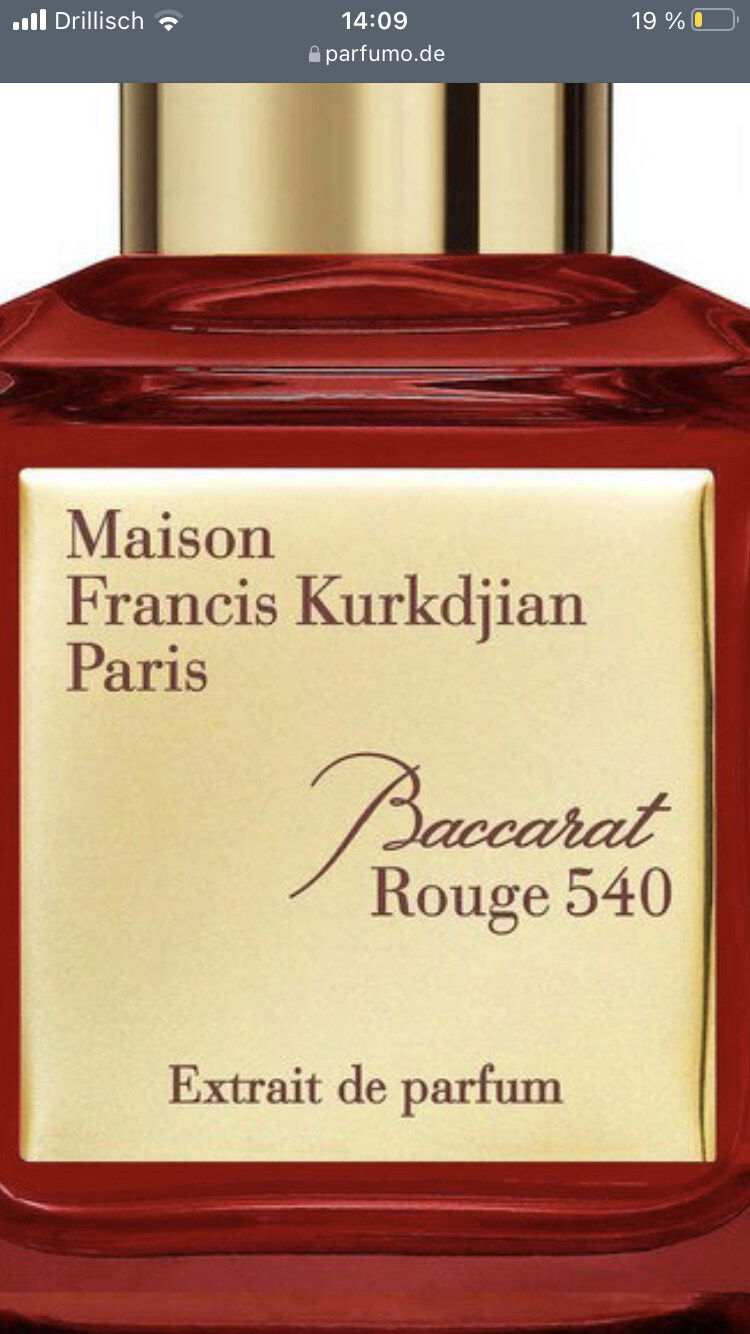 Drillisch 14:09 19 %
parfumo.de
Maison
Francis Kurkdjian
Paris
Baccarat
Rouge 540
Extrait de parfum